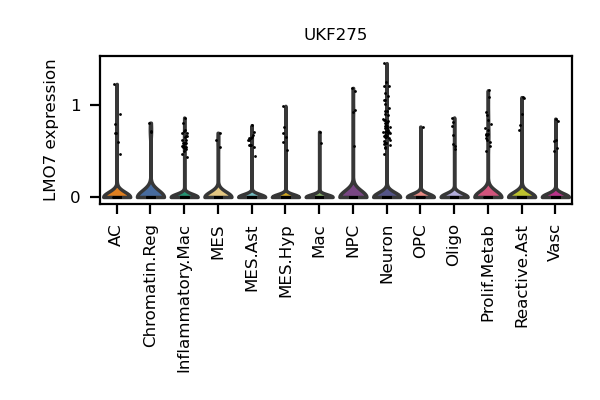 UKF275
LMO7 expression
1
0
AC
Chromatin.Reg
Inflammatory.Mac
MES
MES.Ast
MES.Hyp
Mac
NPC
Neuron
OPC
Oligo
Prolif.Metab
Reactive.Ast
Vasc